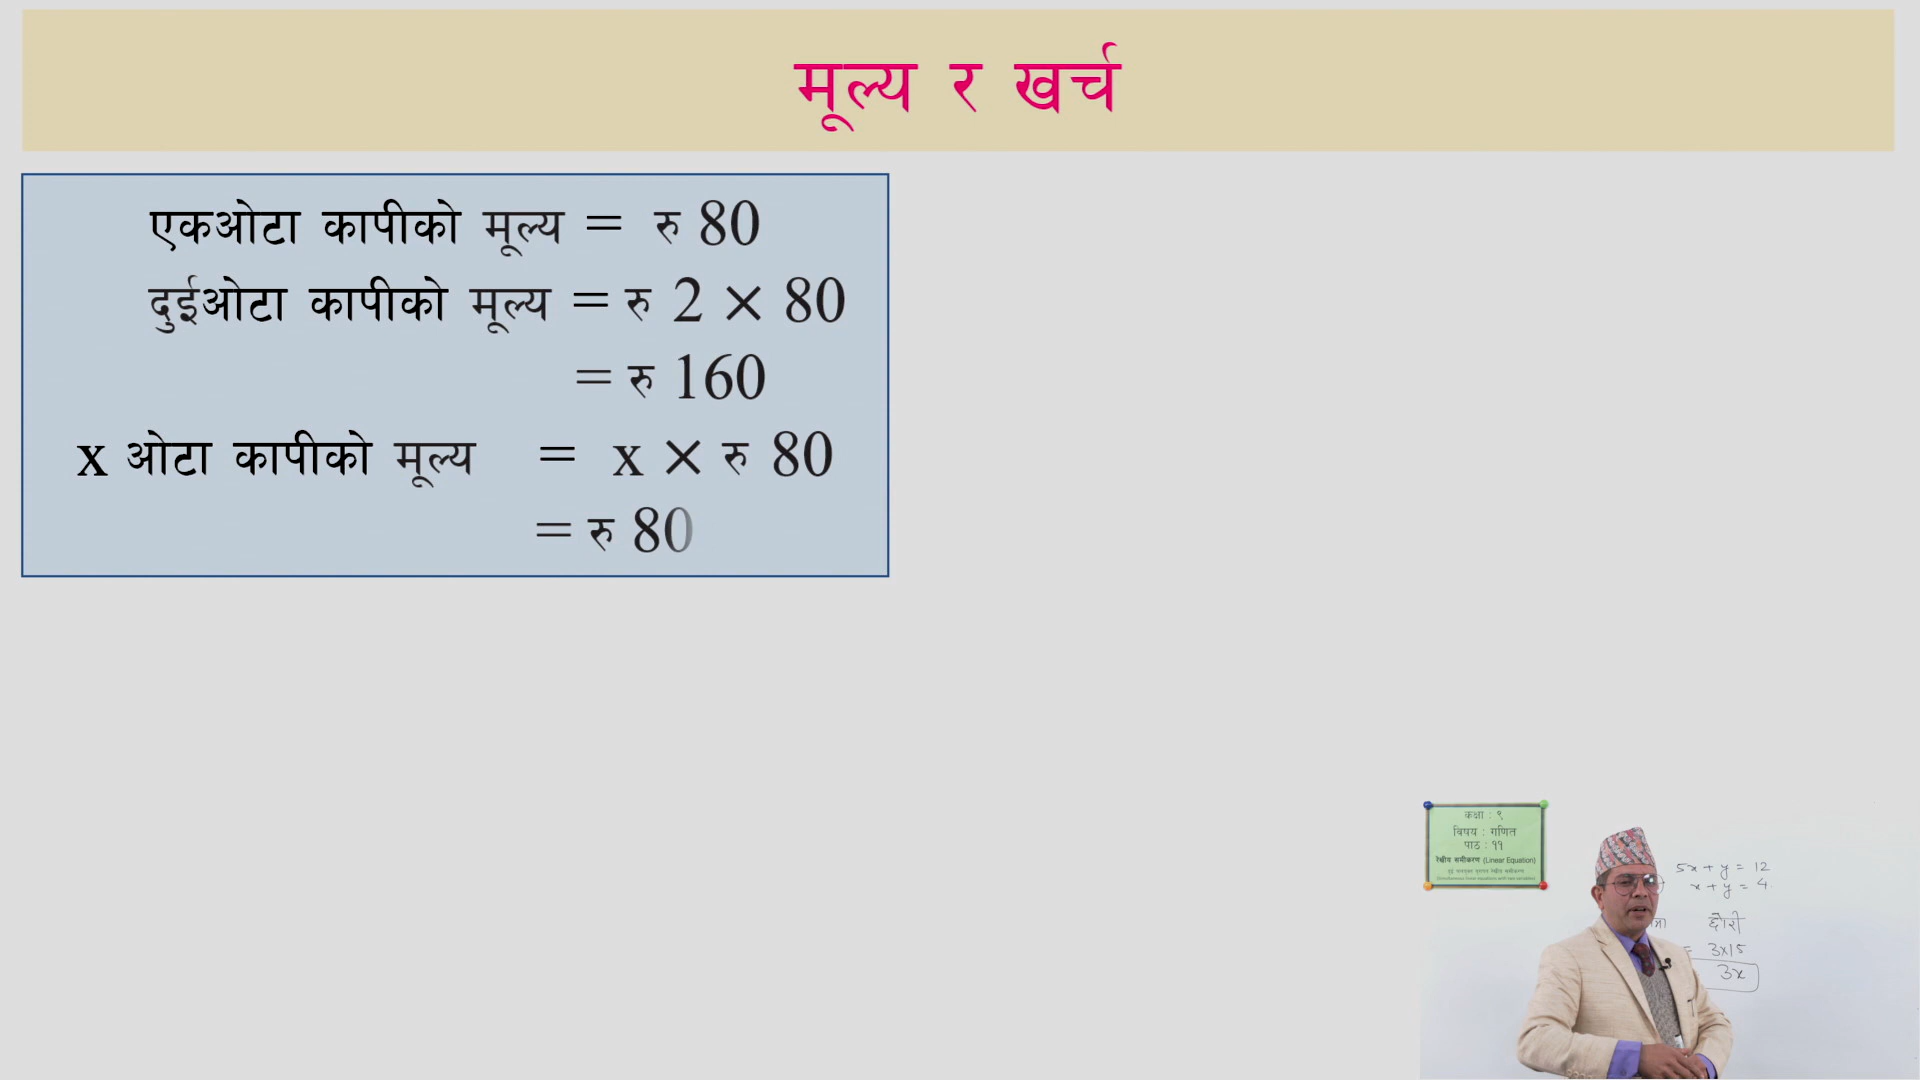 मूल्य र खर्च
एकओटा कापीको मूल्य = रु 80
दुईओटा कापीको मूल्य = रु 2 × 80
= रु 160
x ओटा कापीको मूल्य = x × रु 80
= रु 80
कक्षा : ९
विषय : गणित
पाठ : ११
रेखीय समीकरण (Linear Equation)
5x + y = 12
x + y = 4
छोरी
= 3x15
3x